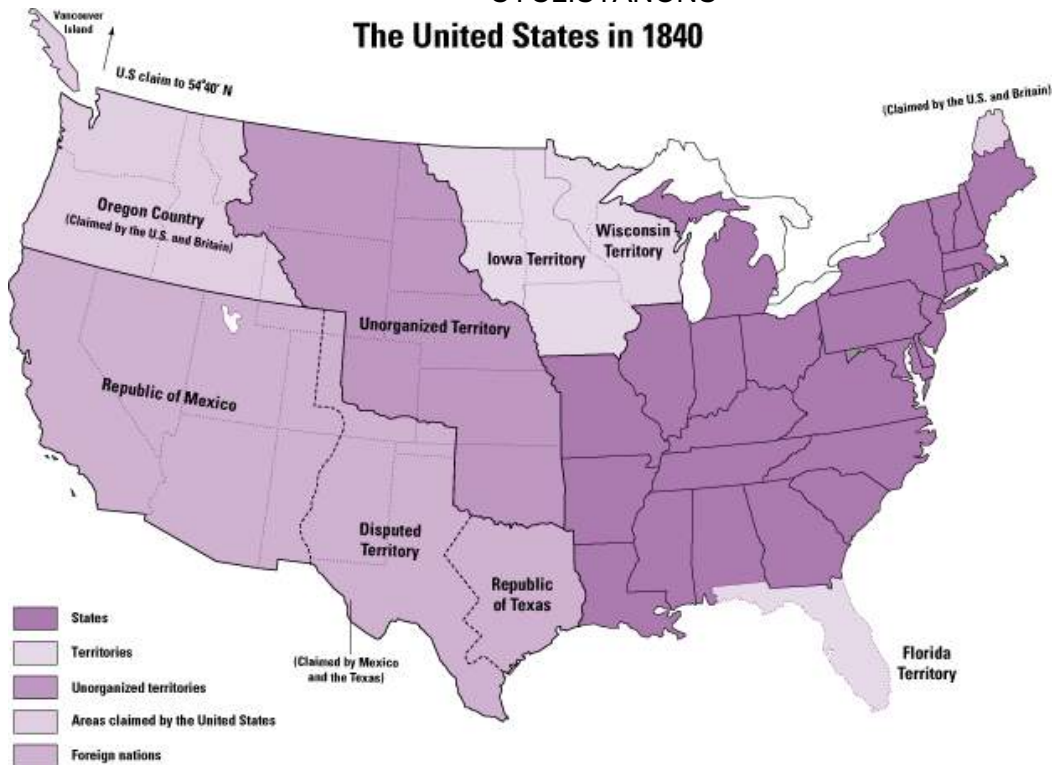 The United States in 1840
Vancouver
Island
U.S claim to 54°40' N
(Claimed by the U.S. and Britain)
Oregon Country
(Claimed by the U.S. and Britain)
Wisconsin
Territory
Iowa Territory
Unorganized Territory
Republic of Mexico
Disputed
Territory
Republic
of Texas
(Claimed by Mexico
and the Texas)
Florida
Territory
States
Territories
Unorganized territories
Areas claimed by the United States
Foreign nations